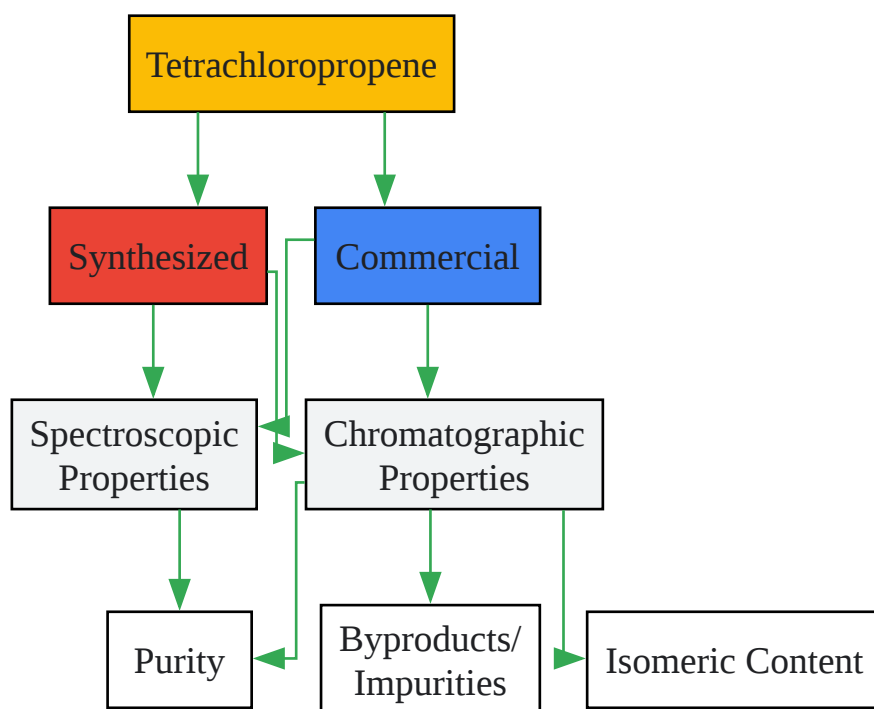 Tetrachloropropene
Synthesized
Commercial
Spectroscopic
Properties
Chromatographic
Properties
Purity
Byproducts/
Impurities
Isomeric Content